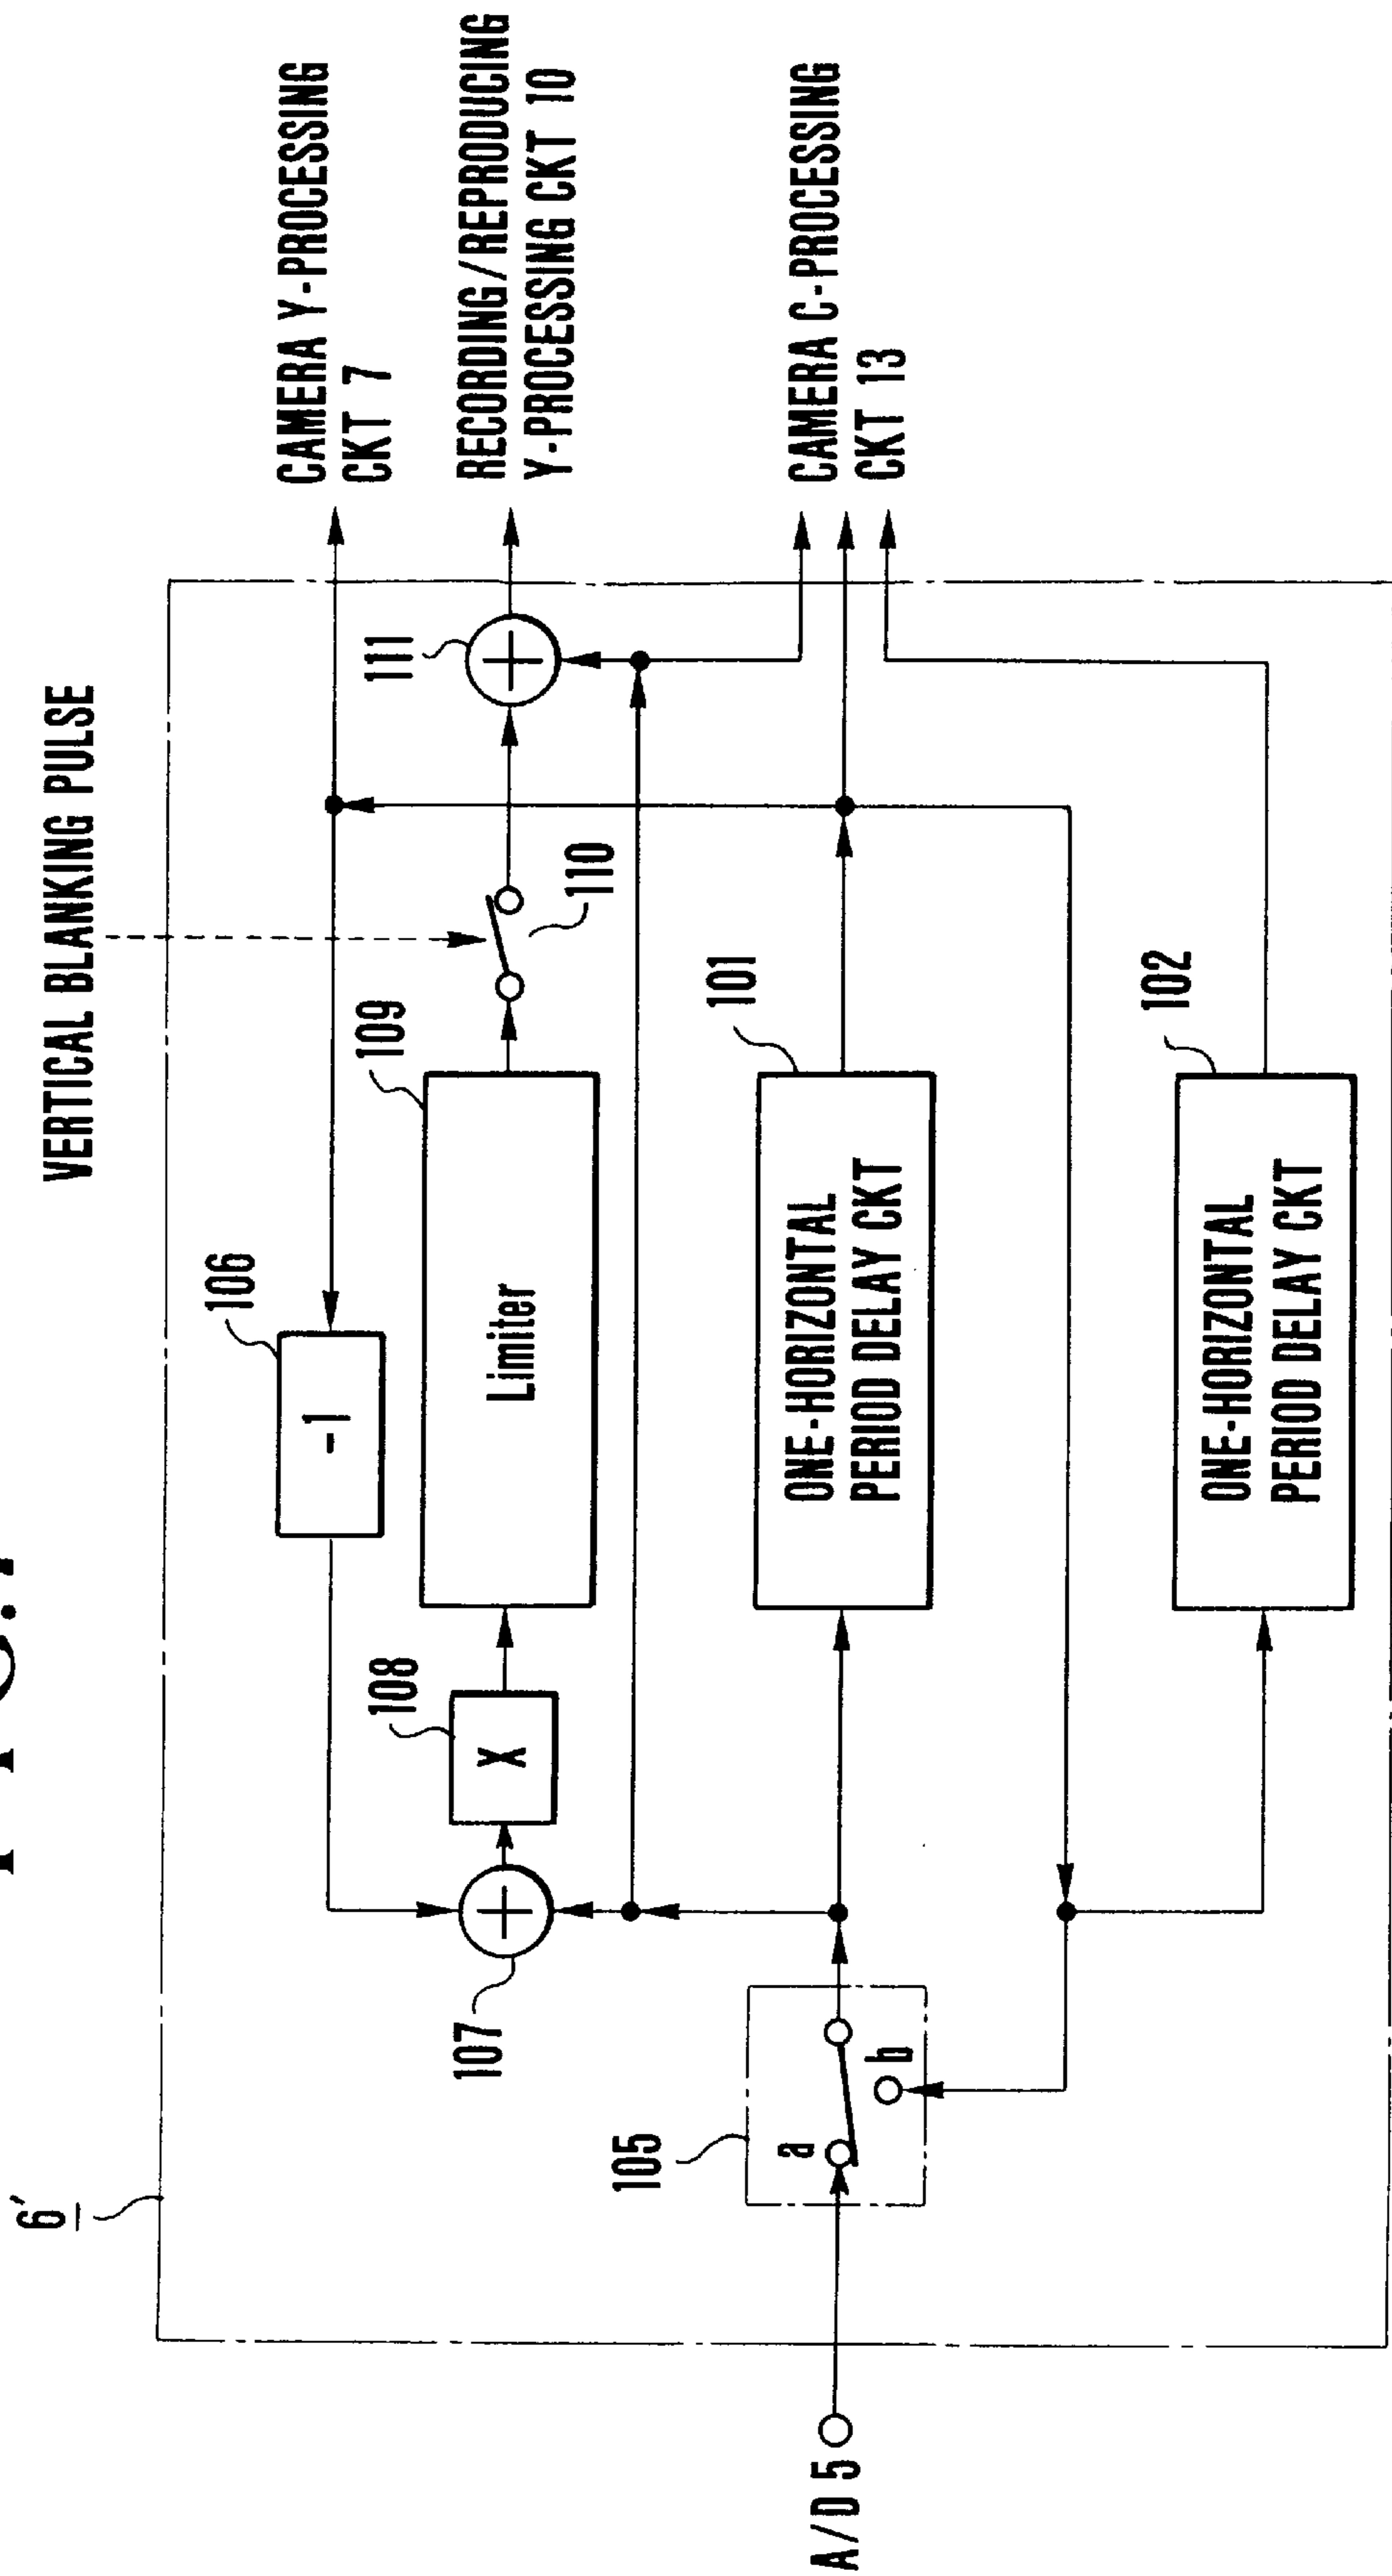 6'
VERTICAL BLANKING PULSE
106
-1
CAMERA Y-PROCESSING
CKT 7
107
108
X
109
Limiter
110
111
RECORDING/REPRODUCING
Y-PROCESSING CKT 10
A/D 5
105
a
b
101
ONE-HORIZONTAL
PERIOD DELAY CKT
CAMERA C-PROCESSING
CKT 13
102
ONE-HORIZONTAL
PERIOD DELAY CKT